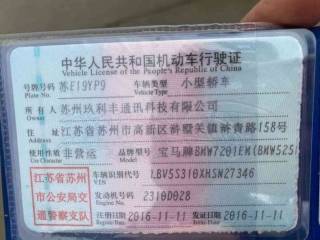 中华人民共和国机动车行驶证
Vehicle License of the People's Republic of China
号牌号码 苏E19YP9 车辆类型 小型轿车
Plate No. Vehicle Type
所有人 苏州玖利丰通讯科技有限公司
Owner
住址 江苏省苏州市高新区浒墅关镇浒青路158号
Address
使用性质 非营运 品牌型号 宝马牌BMW7201EM(BMW525
Use Character Model
江苏省苏州
市公安局交
通警察支队
车辆识别代号 LBV5S310XHSN27346
VIN
发动机号码 2310D028
Engine No.
注册日期 2016-11-11 发证日期 2016-11-11
Register Date Issue Date